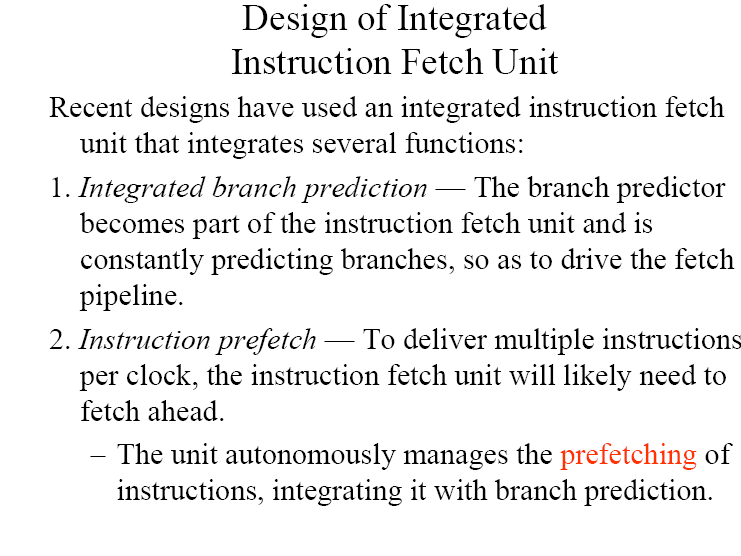 Design of Integrated
Instruction Fetch Unit
Recent designs have used an integrated instruction fetch
unit that integrates several functions:
1. Integrated branch prediction — The branch predictor
becomes part of the instruction fetch unit and is
constantly predicting branches, so as to drive the fetch
pipeline.
2. Instruction prefetch — To deliver multiple instructions
per clock, the instruction fetch unit will likely need to
fetch ahead.
– The unit autonomously manages the prefetching of
instructions, integrating it with branch prediction.